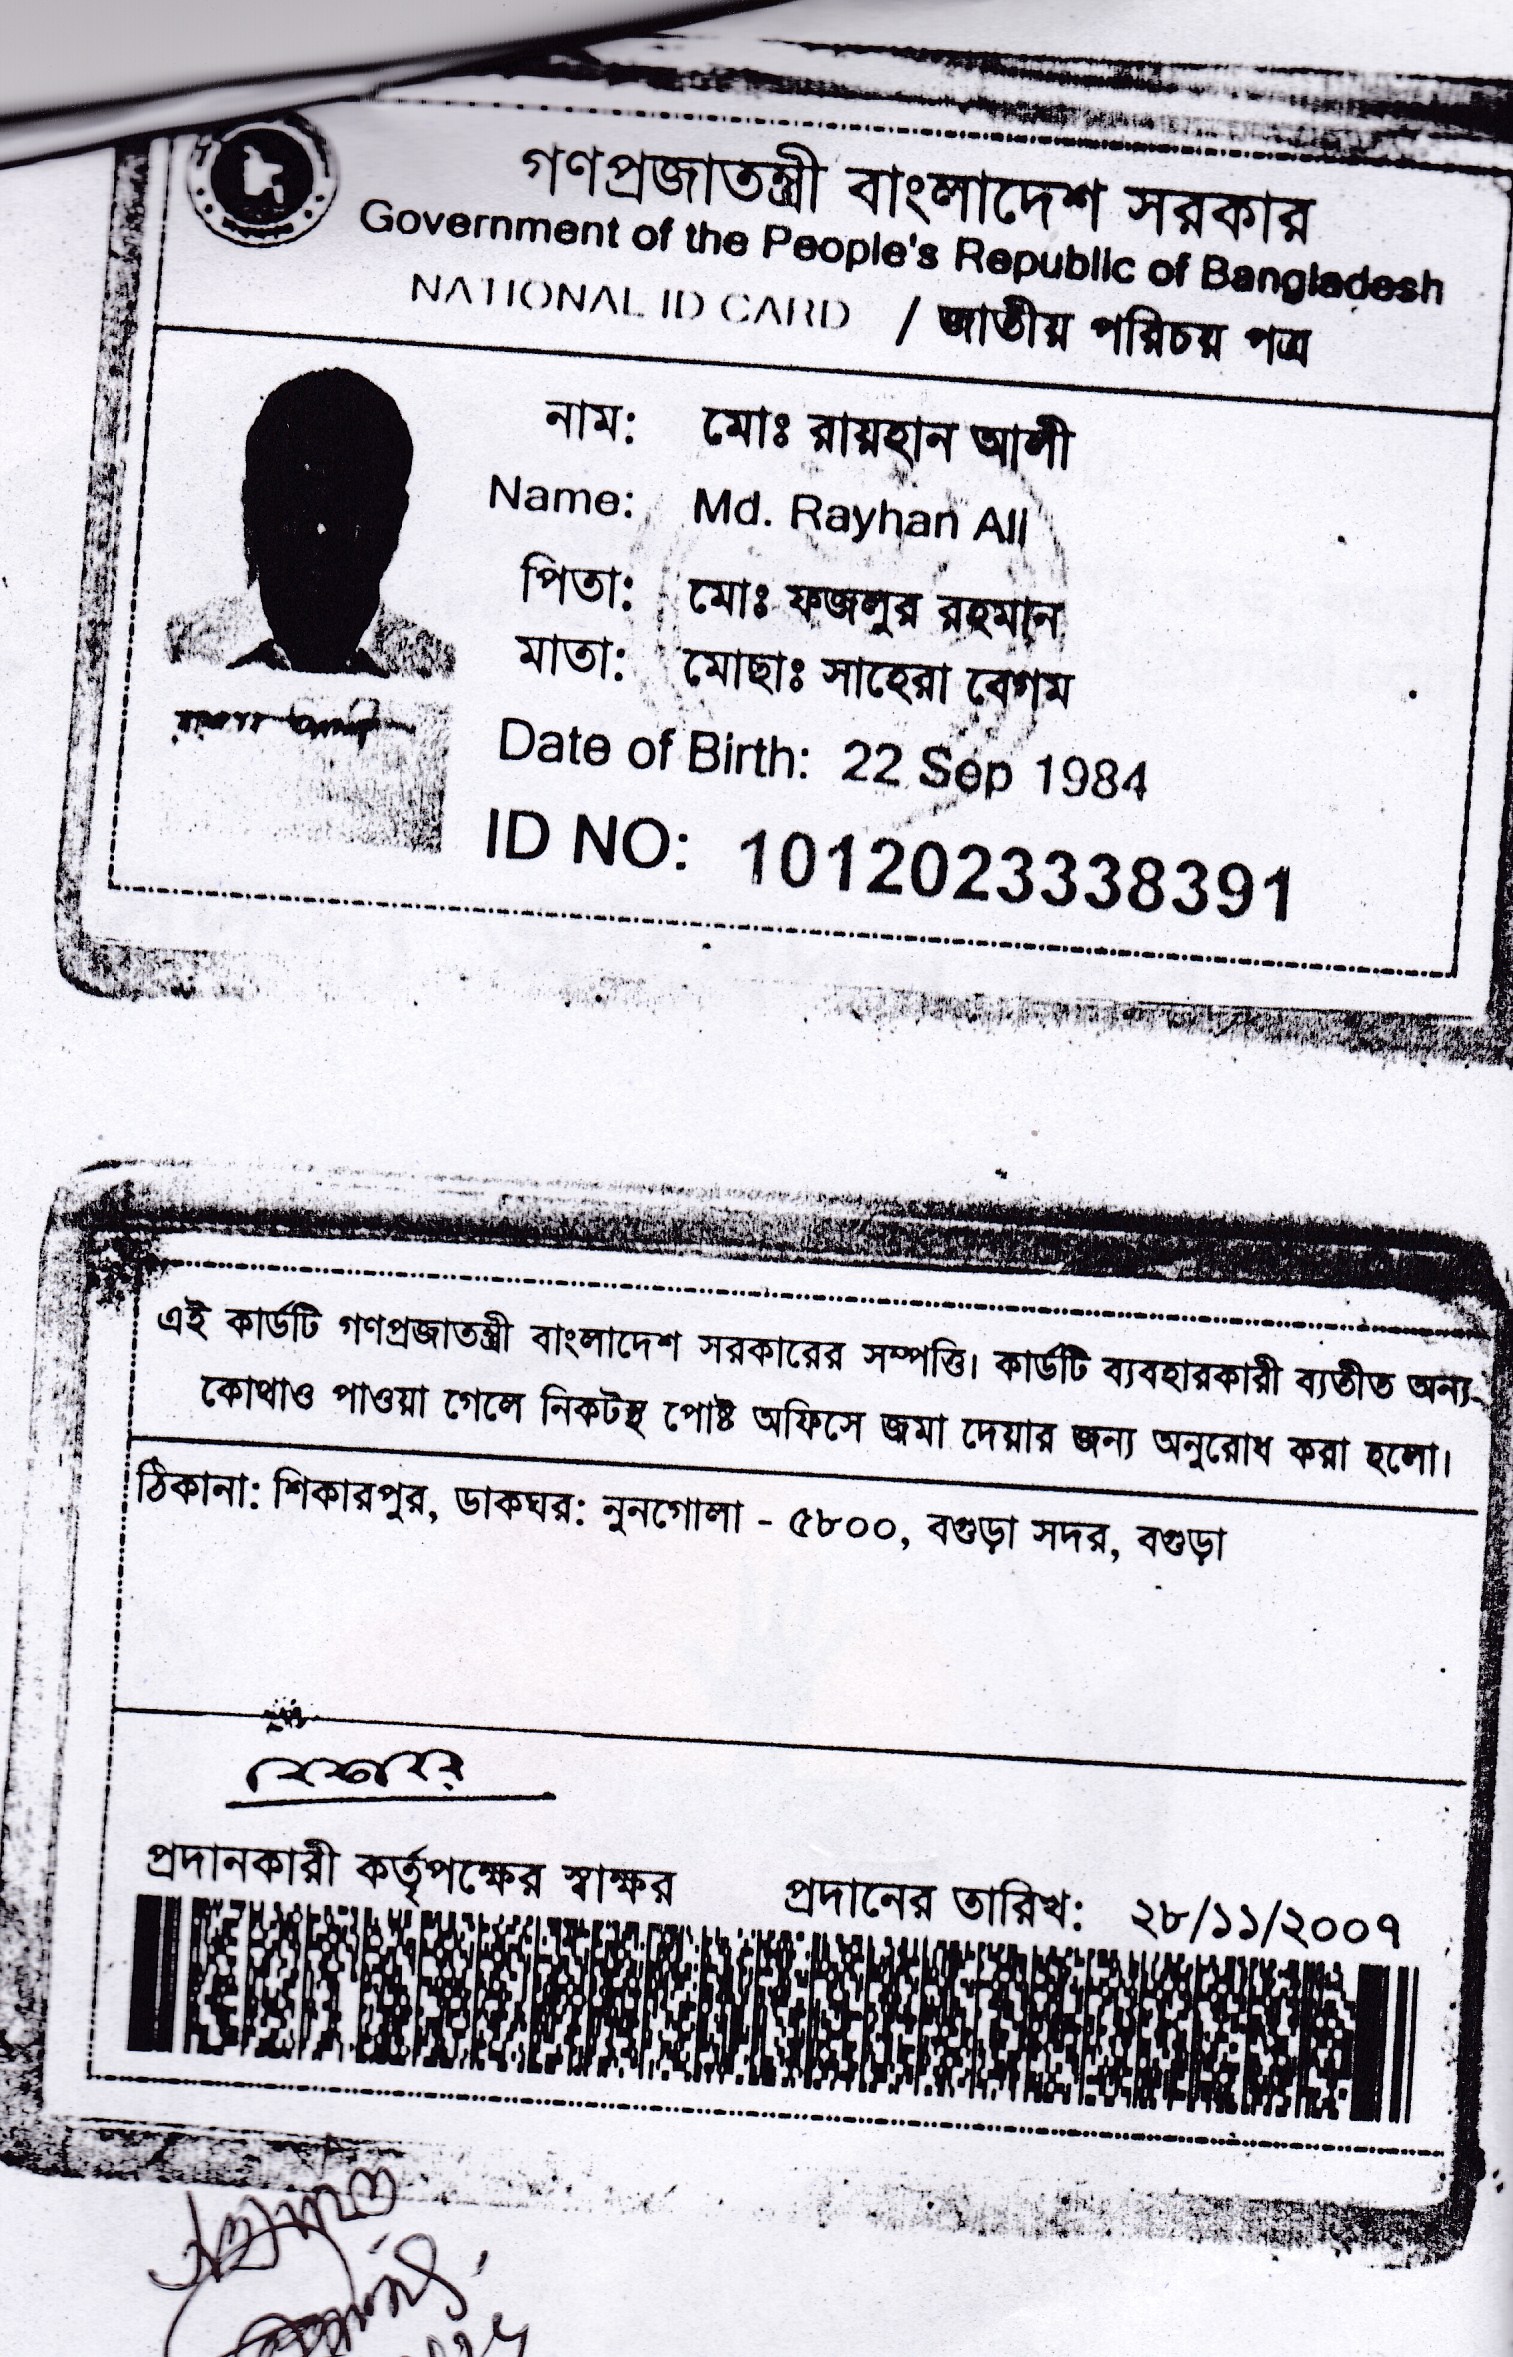 গণপ্রজাতন্ত্রী বাংলাদেশ সরকার
Government of the People's Republic of Bangladesh
NATIONAL ID CARD / জাতীয় পরিচয় পত্র
নাম: মোঃ রায়হান আলী
Name: Md. Rayhan Ali
পিতা: মোঃ ফজলুর রহমান
মাতা: মোছাঃ সাহেরা বেগম
Date of Birth: 22 Sep 1984
ID NO: 1012023338391
এই কার্ডটি গণপ্রজাতন্ত্রী বাংলাদেশ সরকারের সম্পত্তি। কার্ডটি ব্যবহারকারী ব্যতীত অন্য
কোথাও পাওয়া গেলে নিকটস্থ পোষ্ট অফিসে জমা দেয়ার জন্য অনুরোধ করা হলো।
ঠিকানা: শিকারপুর, ডাকঘর: নুনগোলা - ৫৮০০, বগুড়া সদর, বগুড়া
প্রদানকারী কর্তৃপক্ষের স্বাক্ষর প্রদানের তারিখ: ২৮/১১/২০০৭